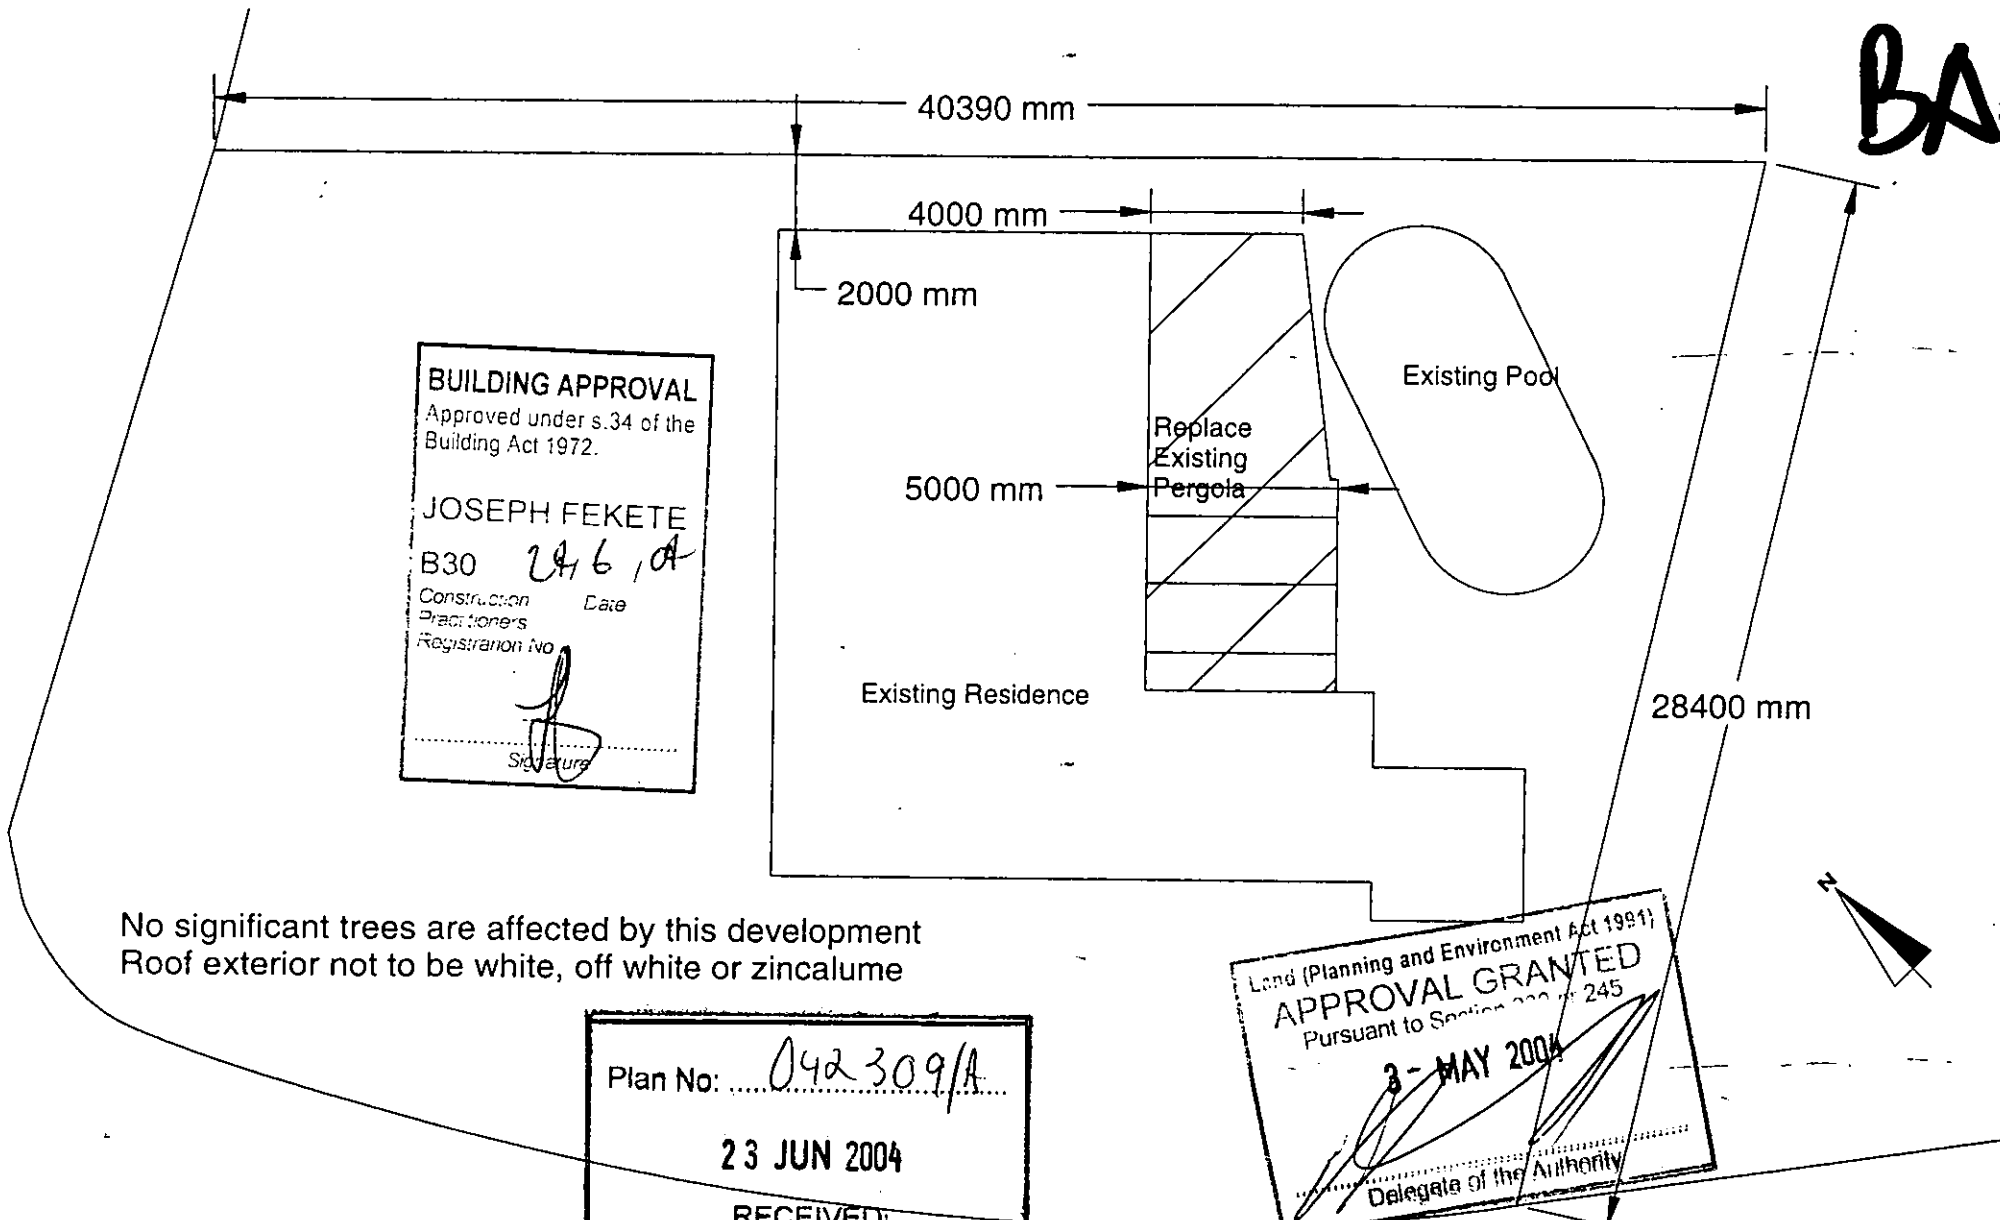 BA
40390 mm
4000 mm
2000 mm
BUILDING APPROVAL
Approved under s.34 of the
Building Act 1972.
JOSEPH FEKETE
B30
Construction Date
Practitioners
Registration No
Signature
Existing Pool
Replace
Existing
Pergola
5000 mm
Existing Residence
28400 mm
N
No significant trees are affected by this development
Roof exterior not to be white, off white or zincalume
Plan No: 042309/A
23 JUN 2004
RECEIVED:
Land (Planning and Environment Act 1991)
APPROVAL GRANTED
Pursuant to Section 245
3 - MAY 2004
Delegate of the Authority